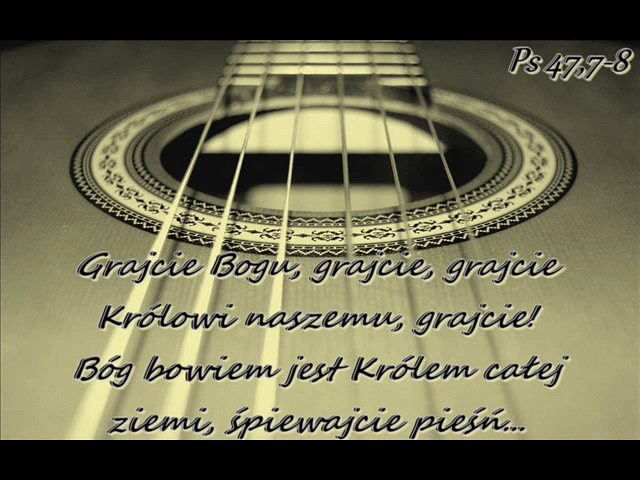 Ps 47,7-8
Grajcie Bogu, grajcie, grajcie
Królowi naszemu, grajcie!
Bóg bowiem jest Królem całej
ziemi, śpiewajcie pieśń...